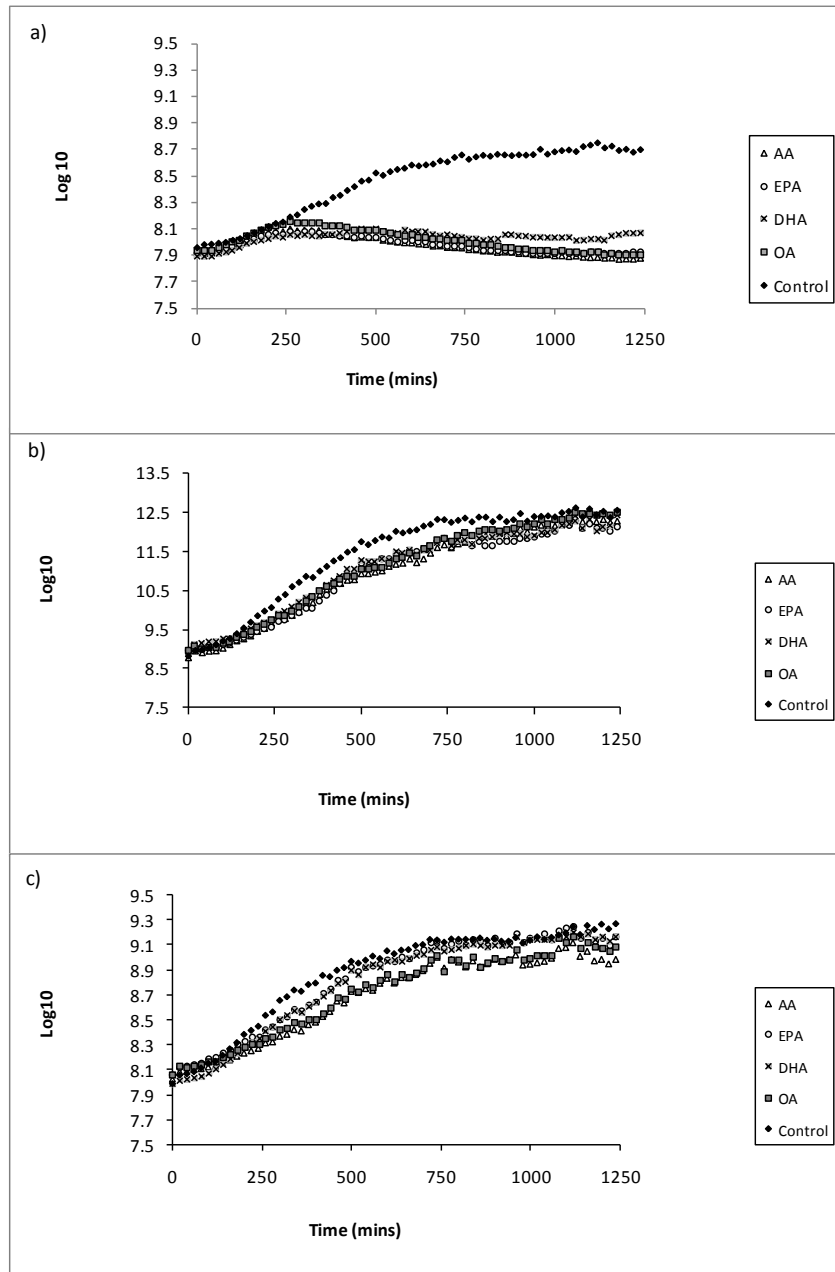 a)
9.5
9.3
9.1
8.9
8.7
8.5
8.3
8.1
7.9
7.7
7.5
Log 10
0 250 500 750 1000 1250
Time (mins)
AA
EPA
DHA
OA
Control
b)
13.5
12.5
11.5
10.5
9.5
8.5
7.5
Log10
0 250 500 750 1000 1250
Time (mins)
AA
EPA
DHA
OA
Control
c)
9.5
9.3
9.1
8.9
8.7
8.5
8.3
8.1
7.9
7.7
7.5
Log10
0 250 500 750 1000 1250
Time (mins)
AA
EPA
DHA
OA
Control